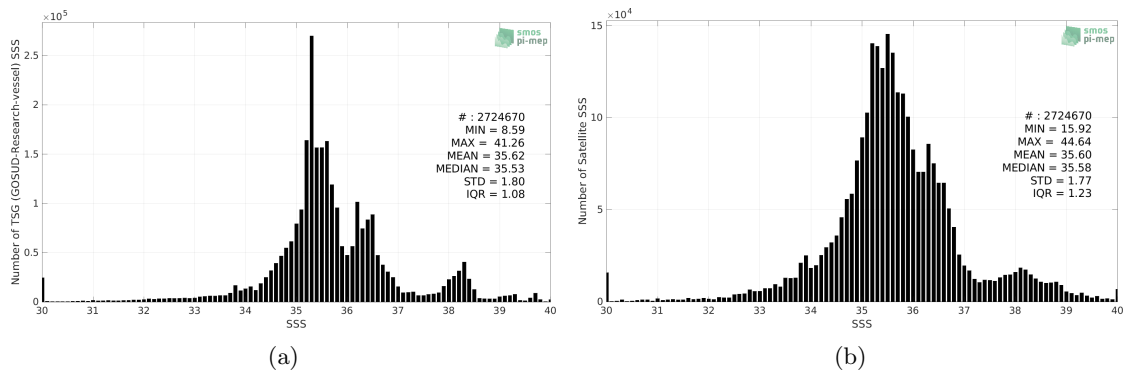 ×10⁵
smos
pi-mep
Number of TSG (GOSUD-Research-vessel) SSS
2.5
2
1.5
1
0.5
0
# : 2724670
MIN = 8.59
MAX = 41.26
MEAN = 35.62
MEDIAN = 35.53
STD = 1.80
IQR = 1.08
30 31 32 33 34 35 36 37 38 39 40
SSS
(a)
×10⁴
smos
pi-mep
Number of Satellite SSS
15
10
5
0
# : 2724670
MIN = 15.92
MAX = 44.64
MEAN = 35.60
MEDIAN = 35.58
STD = 1.77
IQR = 1.23
30 31 32 33 34 35 36 37 38 39 40
SSS
(b)